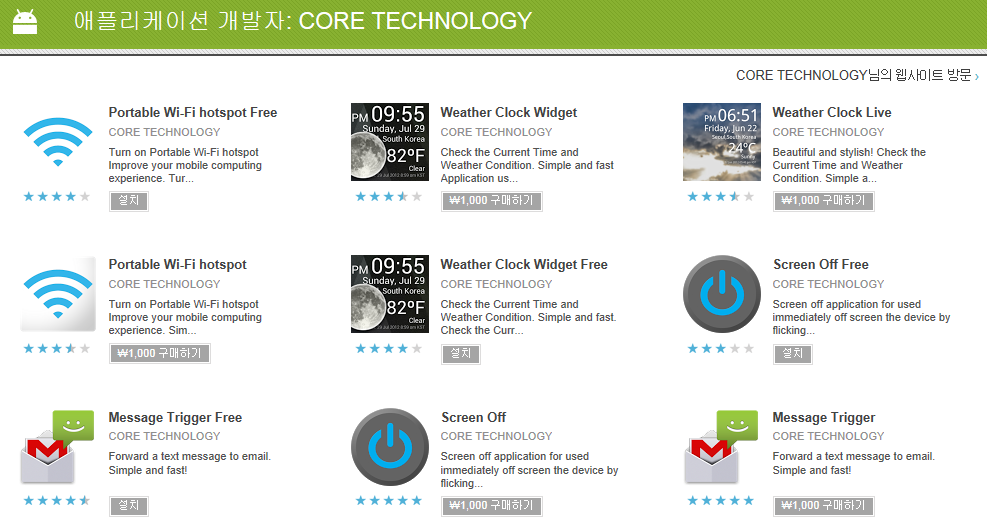 애플리케이션 개발자: CORE TECHNOLOGY
CORE TECHNOLOGY님의 웹사이트 방문 ›
Portable Wi-Fi hotspot Free
CORE TECHNOLOGY
Turn on Portable Wi-Fi hotspot
Improve your mobile computing
experience. Tur...
설치
PM 09:55
Sunday, Jul 29
South Korea
82ºF
Clear
Weather Clock Widget
CORE TECHNOLOGY
Check the Current Time and
Weather Condition. Simple and fast
Application us...
₩1,000 구매하기
PM 06:51
Friday, Jun 22
Seoul,South Korea
24ºC
Sunny
Weather Clock Live
CORE TECHNOLOGY
Beautiful and stylish! Check the
Current Time and Weather
Condition. Simple a...
₩1,000 구매하기
Portable Wi-Fi hotspot
CORE TECHNOLOGY
Turn on Portable Wi-Fi hotspot
Improve your mobile computing
experience. Sim...
₩1,000 구매하기
PM 09:55
Sunday, Jul 29
South Korea
82ºF
Clear
Weather Clock Widget Free
CORE TECHNOLOGY
Check the Current Time and
Weather Condition. Simple and fast.
Check the Curr...
설치
Screen Off Free
CORE TECHNOLOGY
Screen off application for used
immediately off screen the device by
flicking...
설치
Message Trigger Free
CORE TECHNOLOGY
Forward a text message to email.
Simple and fast!
설치
Screen Off
CORE TECHNOLOGY
Screen off application for used
immediately off screen the device by
flicking...
₩1,000 구매하기
Message Trigger
CORE TECHNOLOGY
Forward a text message to email.
Simple and fast!
₩1,000 구매하기